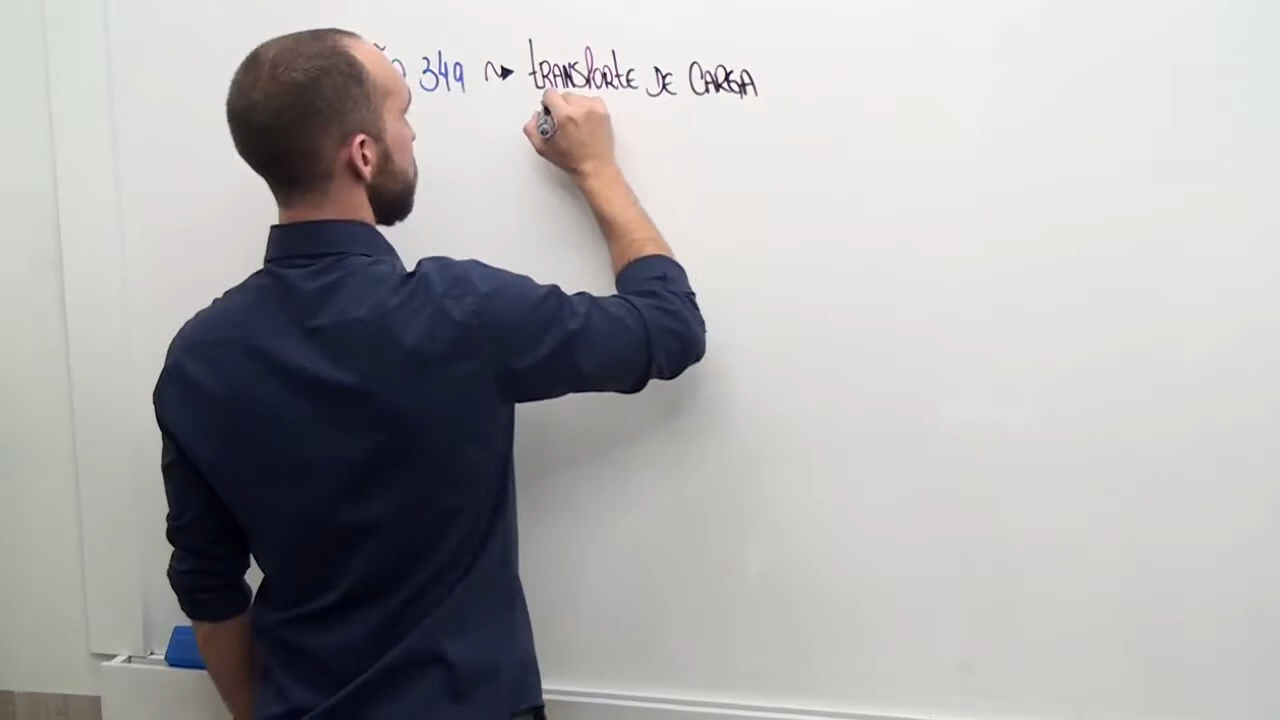 349 → TRANSPORTE DE CARGA